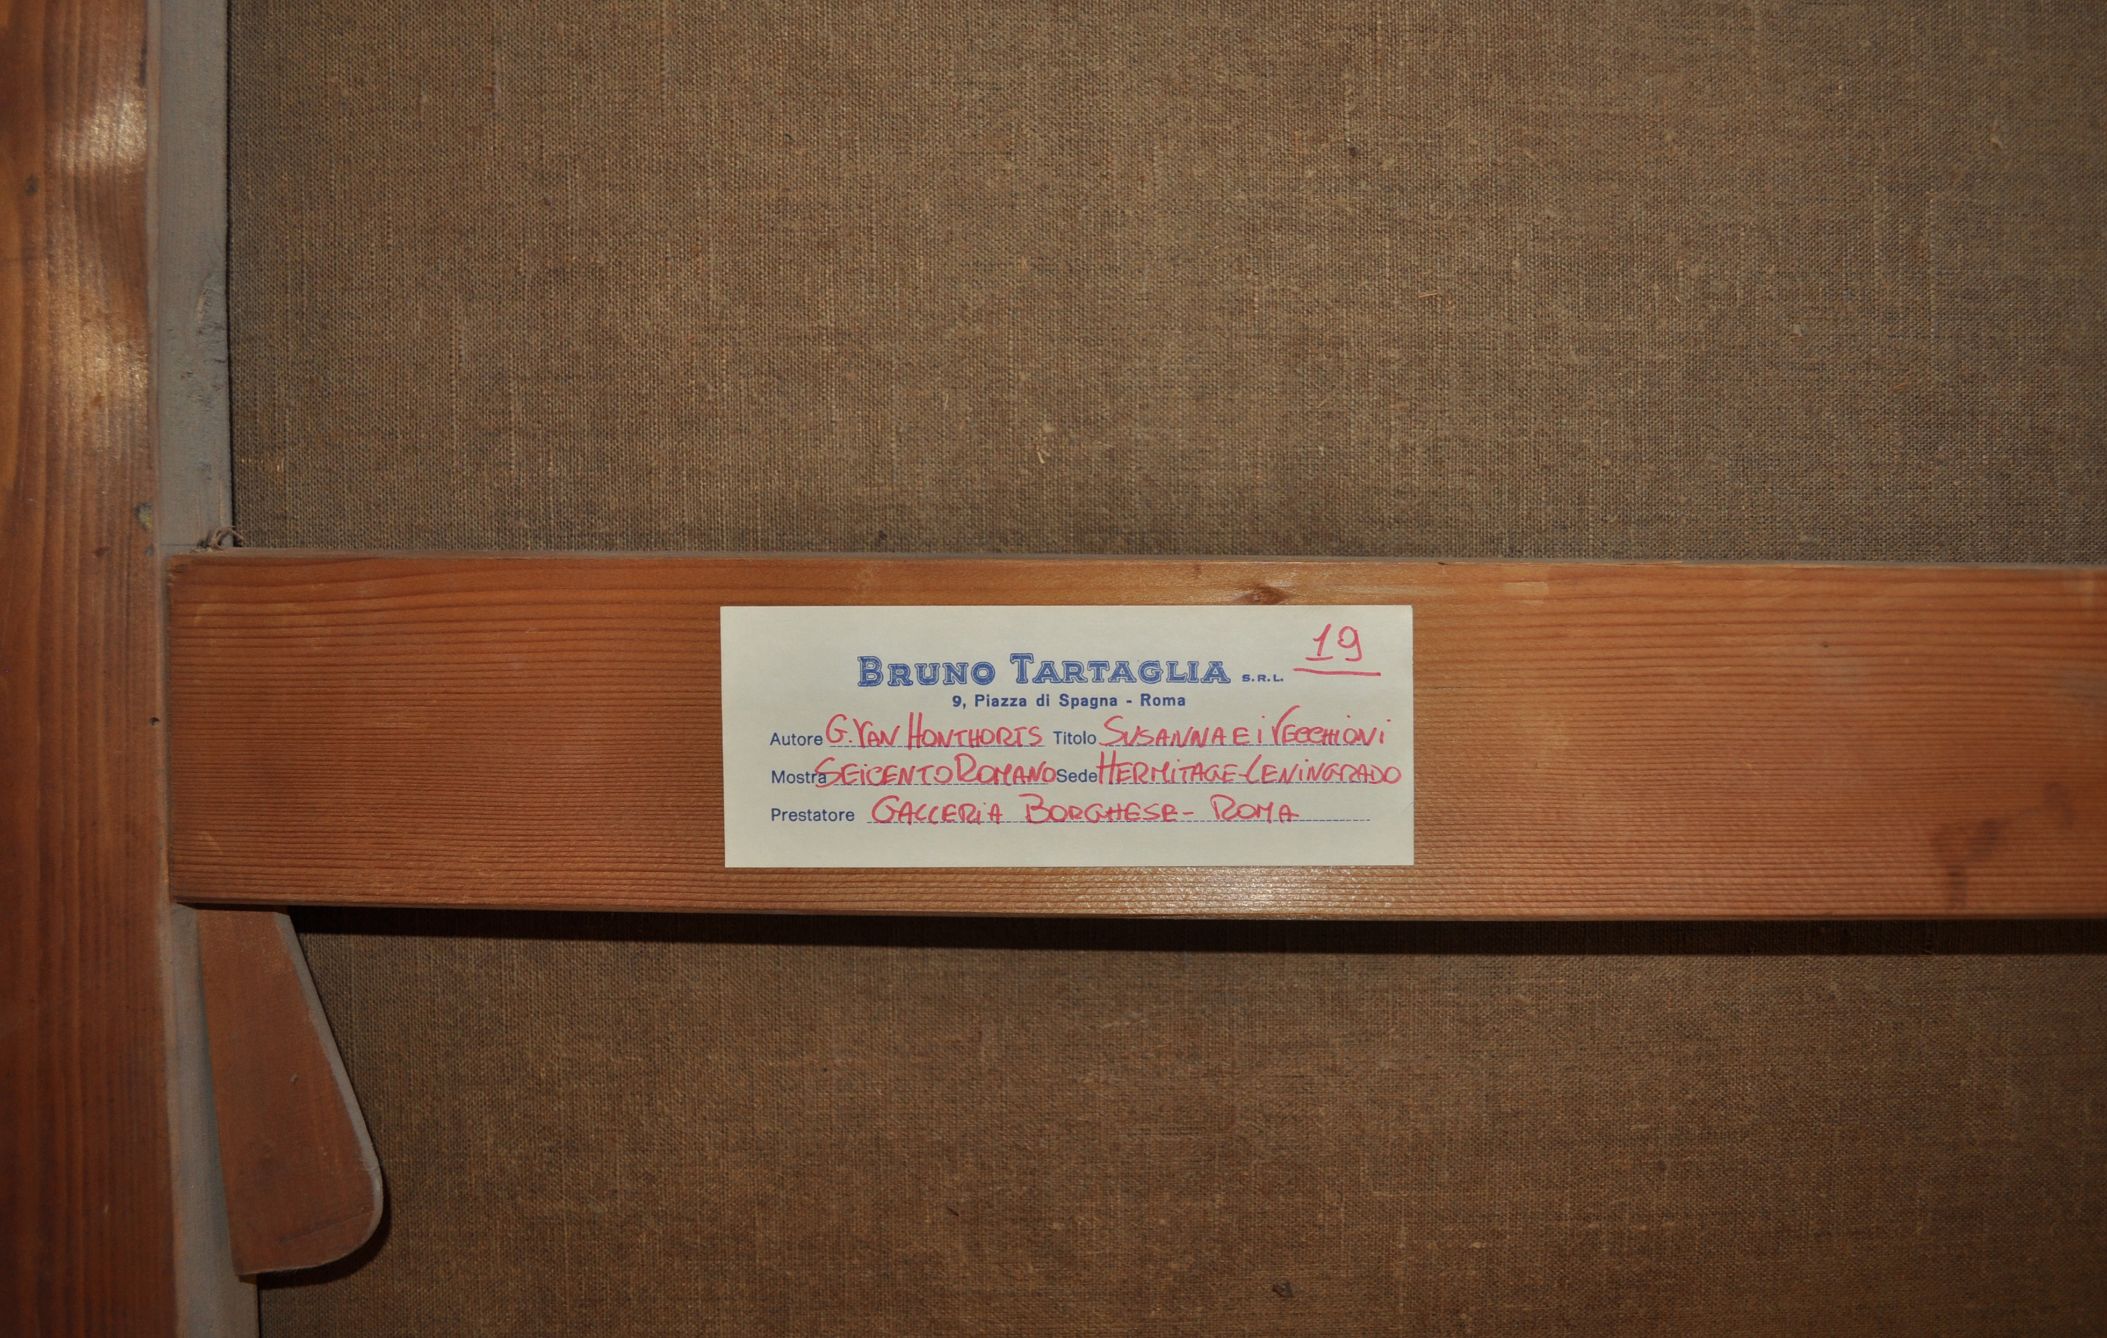 19
BRUNO TARTAGLIA S.R.L.
9, Piazza di Spagna - Roma
Autore G. VAN HONTHORTS Titolo SUSANNA E i VECCHIONi
Mostra SEICENTO ROMANO Sede HERMITAGE - LENINGRADO
Prestatore GALLERiA BORGHESE - ROMA